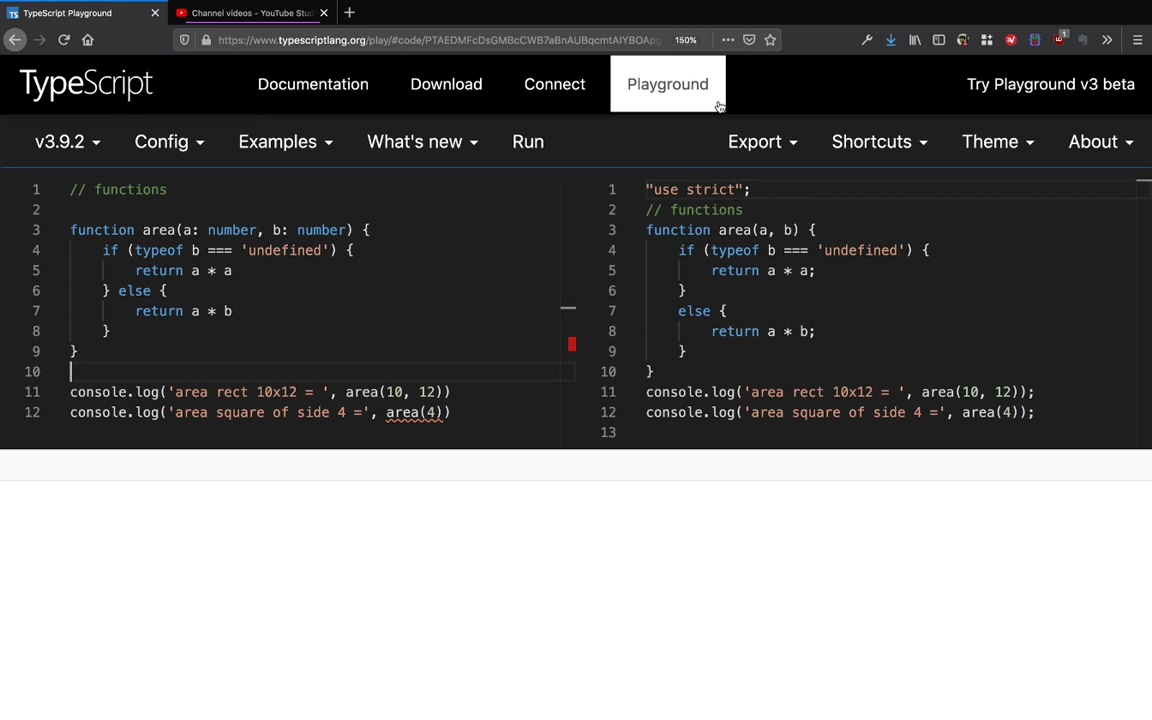 TS TypeScript Playground
Channel videos - YouTube Stud
https://www.typescriptlang.org/play/#code/PTAEDMFcDsGMBcCWB7aBnAUBqcmtAIYBOApg
150%
1
TypeScript
Documentation
Download
Connect
Playground
Try Playground v3 beta
v3.9.2
Config
Examples
What's new
Run
Export
Shortcuts
Theme
About
1 // functions
2
3 function area(a: number, b: number) {
4 if (typeof b === 'undefined') {
5 return a * a
6 } else {
7 return a * b
8 }
9 }
10
11 console.log('area rect 10x12 = ', area(10, 12))
12 console.log('area square of side 4 =', area(4))
1 "use strict";
2 // functions
3 function area(a, b) {
4 if (typeof b === 'undefined') {
5 return a * a;
6 }
7 else {
8 return a * b;
9 }
10 }
11 console.log('area rect 10x12 = ', area(10, 12));
12 console.log('area square of side 4 =', area(4));
13